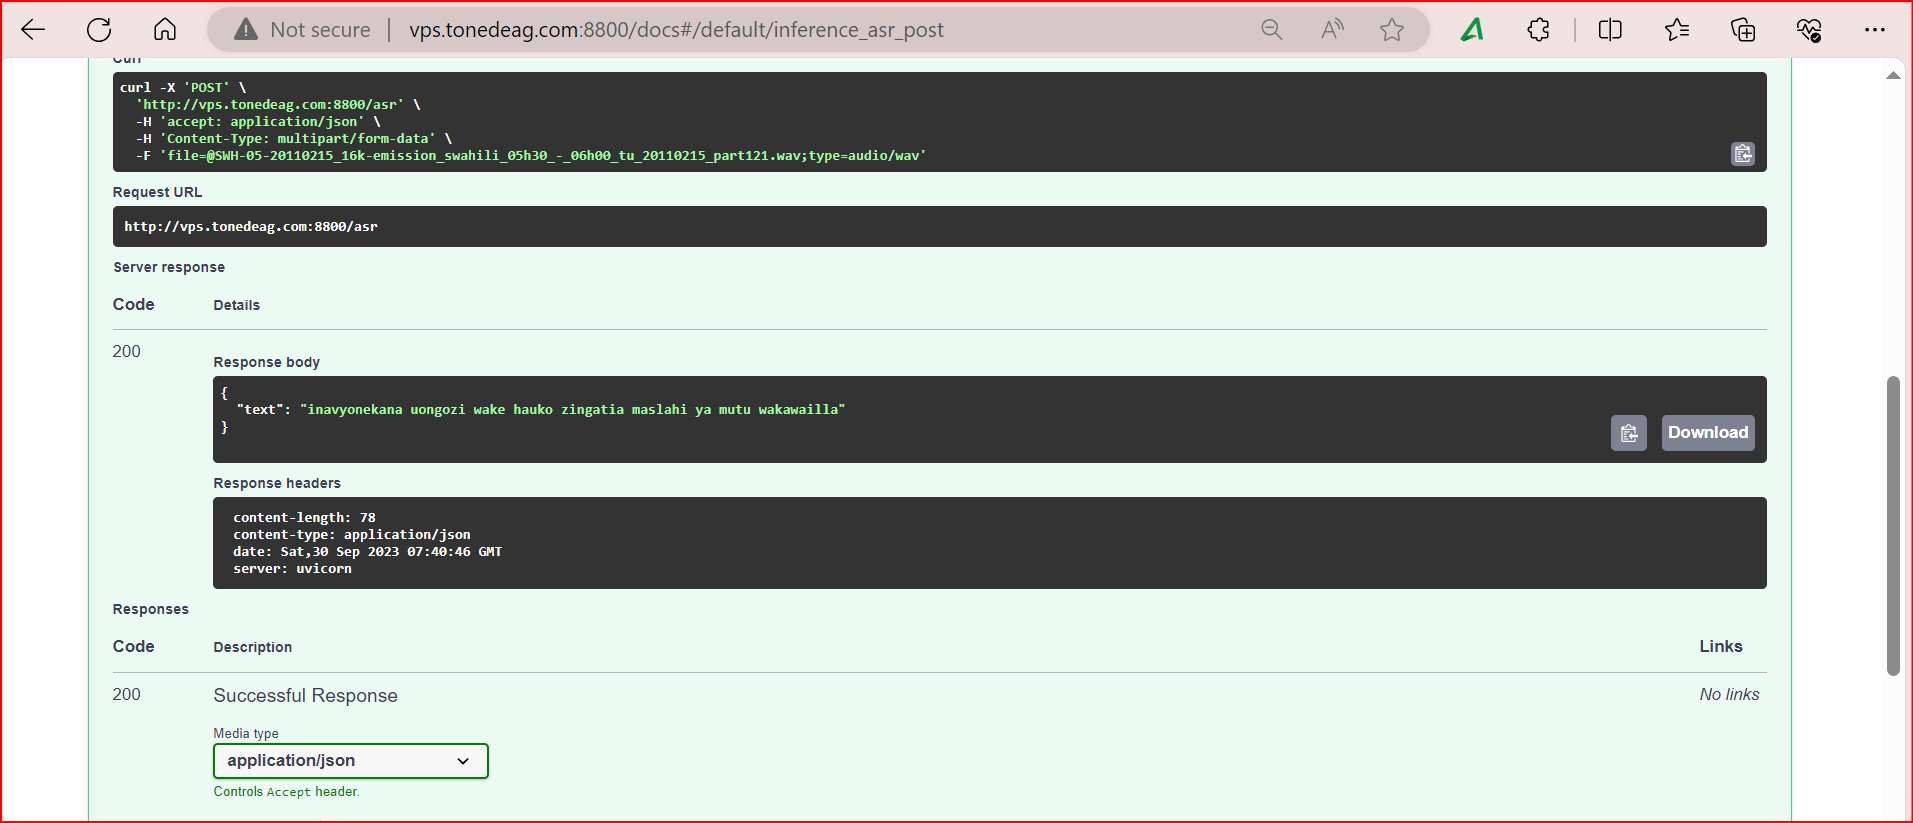 Not secure
vps.tonedeag.com:8800/docs#/default/inference_asr_post
Curl
curl -X 'POST' \
'http://vps.tonedeag.com:8800/asr' \
-H 'accept: application/json' \
-H 'Content-Type: multipart/form-data' \
-F 'file=@SWH-05-20110215_16k-emission_swahili_05h30_-_06h00_tu_20110215_part121.wav;type=audio/wav'
Request URL
http://vps.tonedeag.com:8800/asr
Server response
Code Details
200
Response body
{
"text": "inavyonekana uongozi wake hauko zingatia maslahi ya mutu wakawailla"
}
Download
Response headers
content-length: 78
content-type: application/json
date: Sat,30 Sep 2023 07:40:46 GMT
server: uvicorn
Responses
Code Description Links
200 Successful Response No links
Media type
application/json
Controls Accept header.